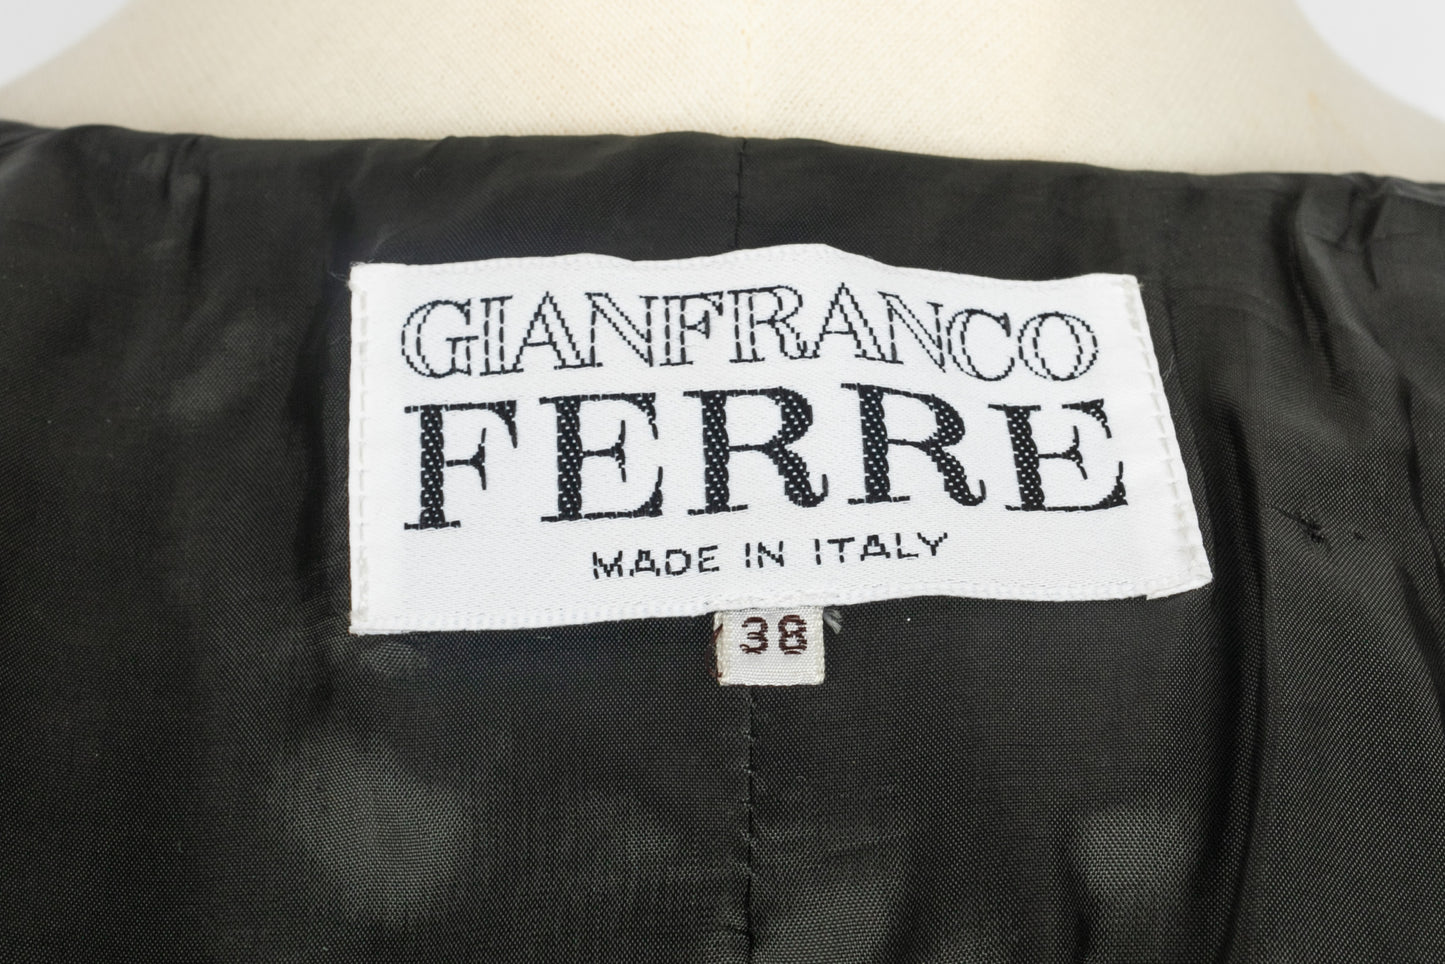 GIANFRANCO
FERRE
MADE IN ITALY
38